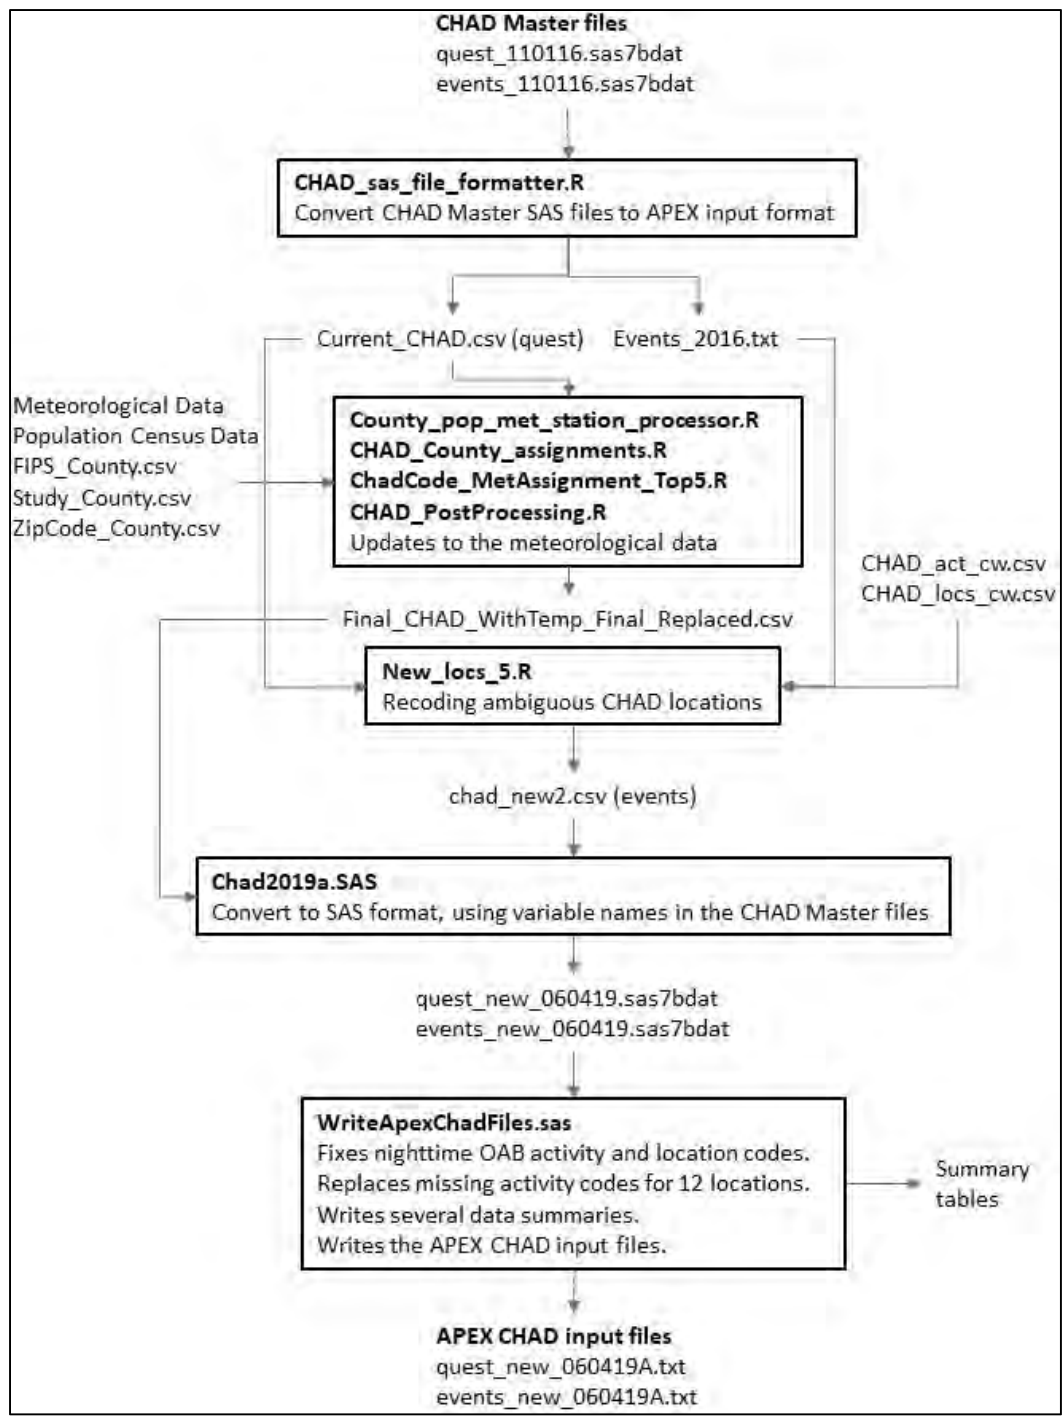 CHAD Master files
quest_110116.sas7bdat
events_110116.sas7bdat
CHAD_sas_file_formatter.R
Convert CHAD Master SAS files to APEX input format
Current_CHAD.csv (quest)
Events_2016.txt
Meteorological Data
Population Census Data
FIPS_County.csv
Study_County.csv
ZipCode_County.csv
County_pop_met_station_processor.R
CHAD_County_assignments.R
ChadCode_MetAssignment_Top5.R
CHAD_PostProcessing.R
Updates to the meteorological data
CHAD_act_cw.csv
CHAD_locs_cw.csv
Final_CHAD_WithTemp_Final_Replaced.csv
New_locs_5.R
Recoding ambiguous CHAD locations
chad_new2.csv (events)
Chad2019a.SAS
Convert to SAS format, using variable names in the CHAD Master files
quest_new_060419.sas7bdat
events_new_060419.sas7bdat
WriteApexChadFiles.sas
Fixes nighttime OAB activity and location codes.
Replaces missing activity codes for 12 locations.
Writes several data summaries.
Writes the APEX CHAD input files.
Summary
tables
APEX CHAD input files
quest_new_060419A.txt
events_new_060419A.txt